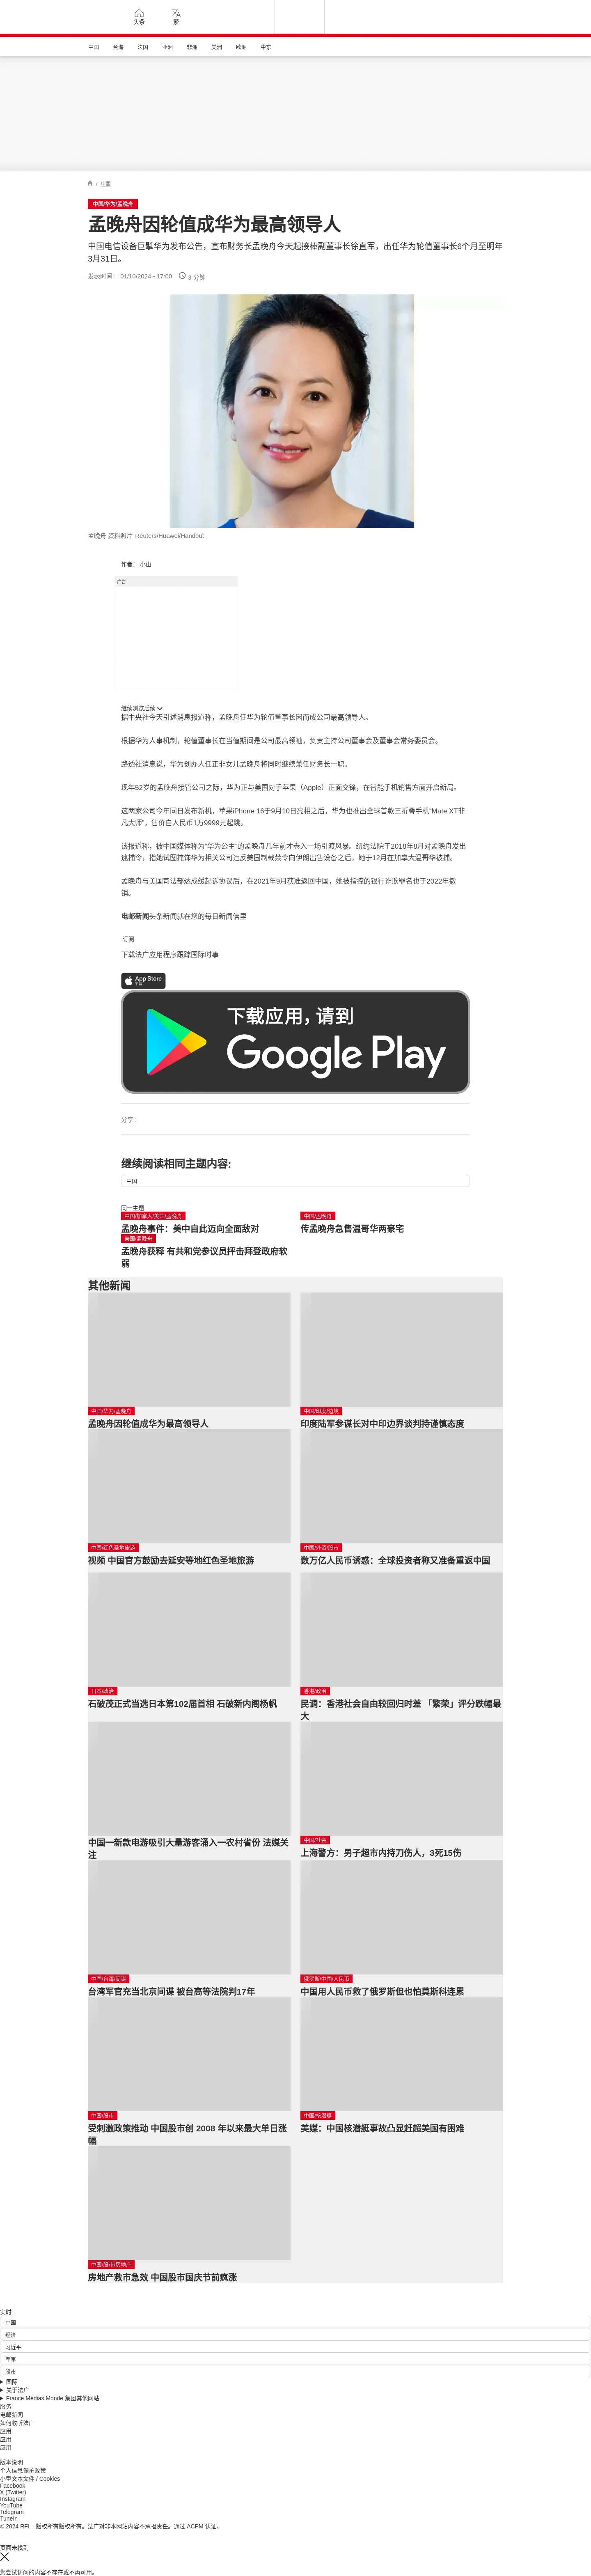 头条
繁
中国
台海
法国
亚洲
非洲
美洲
欧洲
中东
/ 中国
中国/华为/孟晚舟
孟晚舟因轮值成华为最高领导人
中国电信设备巨擘华为发布公告，宣布财务长孟晚舟今天起接棒副董事长徐直军，出任华为轮值董事长6个月至明年
3月31日。
发表时间： 01/10/2024 - 17:00
3 分钟
孟晚舟 资料照片 Reuters/Huawei/Handout
作者： 小山
广告
继续浏览后续
据中央社今天引述消息报道称，孟晚舟任华为轮值董事长因而成公司最高领导人。
根据华为人事机制，轮值董事长在当值期间是公司最高领袖，负责主持公司董事会及董事会常务委员会。
路透社消息说，华为创办人任正非女儿孟晚舟将同时继续兼任财务长一职。
现年52岁的孟晚舟接管公司之际，华为正与美国对手苹果（Apple）正面交锋，在智能手机销售方面开启新局。
这两家公司今年同日发布新机，苹果iPhone 16于9月10日亮相之后，华为也推出全球首款三折叠手机“Mate XT非
凡大师”，售价自人民币1万9999元起跳。
该报道称，被中国媒体称为“华为公主”的孟晚舟几年前才卷入一场引渡风暴。纽约法院于2018年8月对孟晚舟发出
逮捕令，指她试图掩饰华为相关公司违反美国制裁禁令向伊朗出售设备之后，她于12月在加拿大温哥华被捕。
孟晚舟与美国司法部达成缓起诉协议后，在2021年9月获准返回中国，她被指控的银行诈欺罪名也于2022年撤
销。
电邮新闻头条新闻就在您的每日新闻信里
订阅
下载法广应用程序跟踪国际时事
App Store
下载
下载应用，请到
Google Play
分享 :
继续阅读相同主题内容:
中国
同一主题
中国/加拿大/美国/孟晚舟
孟晚舟事件：美中自此迈向全面敌对
中国/孟晚舟
传孟晚舟急售温哥华两豪宅
美国/孟晚舟
孟晚舟获释 有共和党参议员抨击拜登政府软
弱
其他新闻
中国/华为/孟晚舟
孟晚舟因轮值成华为最高领导人
中国/印度/边境
印度陆军参谋长对中印边界谈判持谨慎态度
中国/红色圣地旅游
视频 中国官方鼓励去延安等地红色圣地旅游
中国/外资/股市
数万亿人民币诱惑：全球投资者称又准备重返中国
日本/政治
石破茂正式当选日本第102届首相 石破新内阁杨帆
香港/政治
民调：香港社会自由较回归时差 「繁荣」评分跌幅最
大
中国一新款电游吸引大量游客涌入一农村省份 法媒关
注
中国/社会
上海警方：男子超市内持刀伤人，3死15伤
中国/台湾/间谍
台湾军官充当北京间谍 被台高等法院判17年
俄罗斯/中国/人民币
中国用人民币救了俄罗斯但也怕莫斯科连累
中国/股市
受刺激政策推动 中国股市创 2008 年以来最大单日涨
幅
中国/核潜艇
美媒：中国核潜艇事故凸显赶超美国有困难
中国/股市/房地产
房地产救市急效 中国股市国庆节前疯涨
实时
中国
经济
习近平
军事
股市
国际
关于法广
France Médias Monde 集团其他网站
服务
电邮新闻
如何收听法广
应用
应用
应用
版本说明
个人信息保护政策
小型文本文件 / Cookies
Facebook
X (Twitter)
Instagram
YouTube
Telegram
TuneIn
© 2024 RFI – 版权所有版权所有。法广对非本网站内容不承担责任。通过 ACPM 认证。
页面未找到
您尝试访问的内容不存在或不再可用。